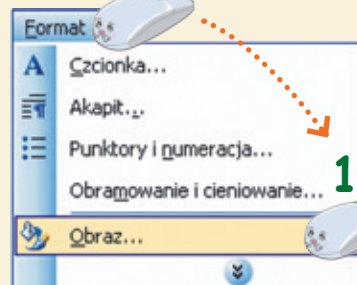 Format
Czcionka...
Akapit...
Punktory i numeracja...
Obramowanie i cieniowanie...
1
Obraz...